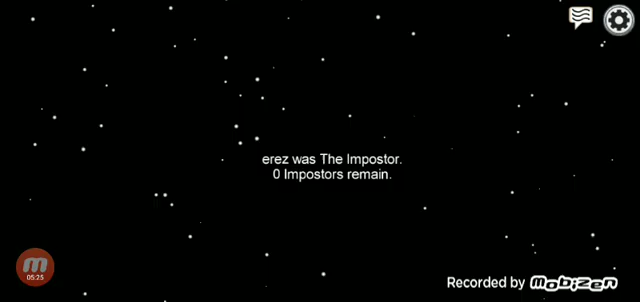 erez was The Impostor.
0 Impostors remain.
05:25
Recorded by mobizen